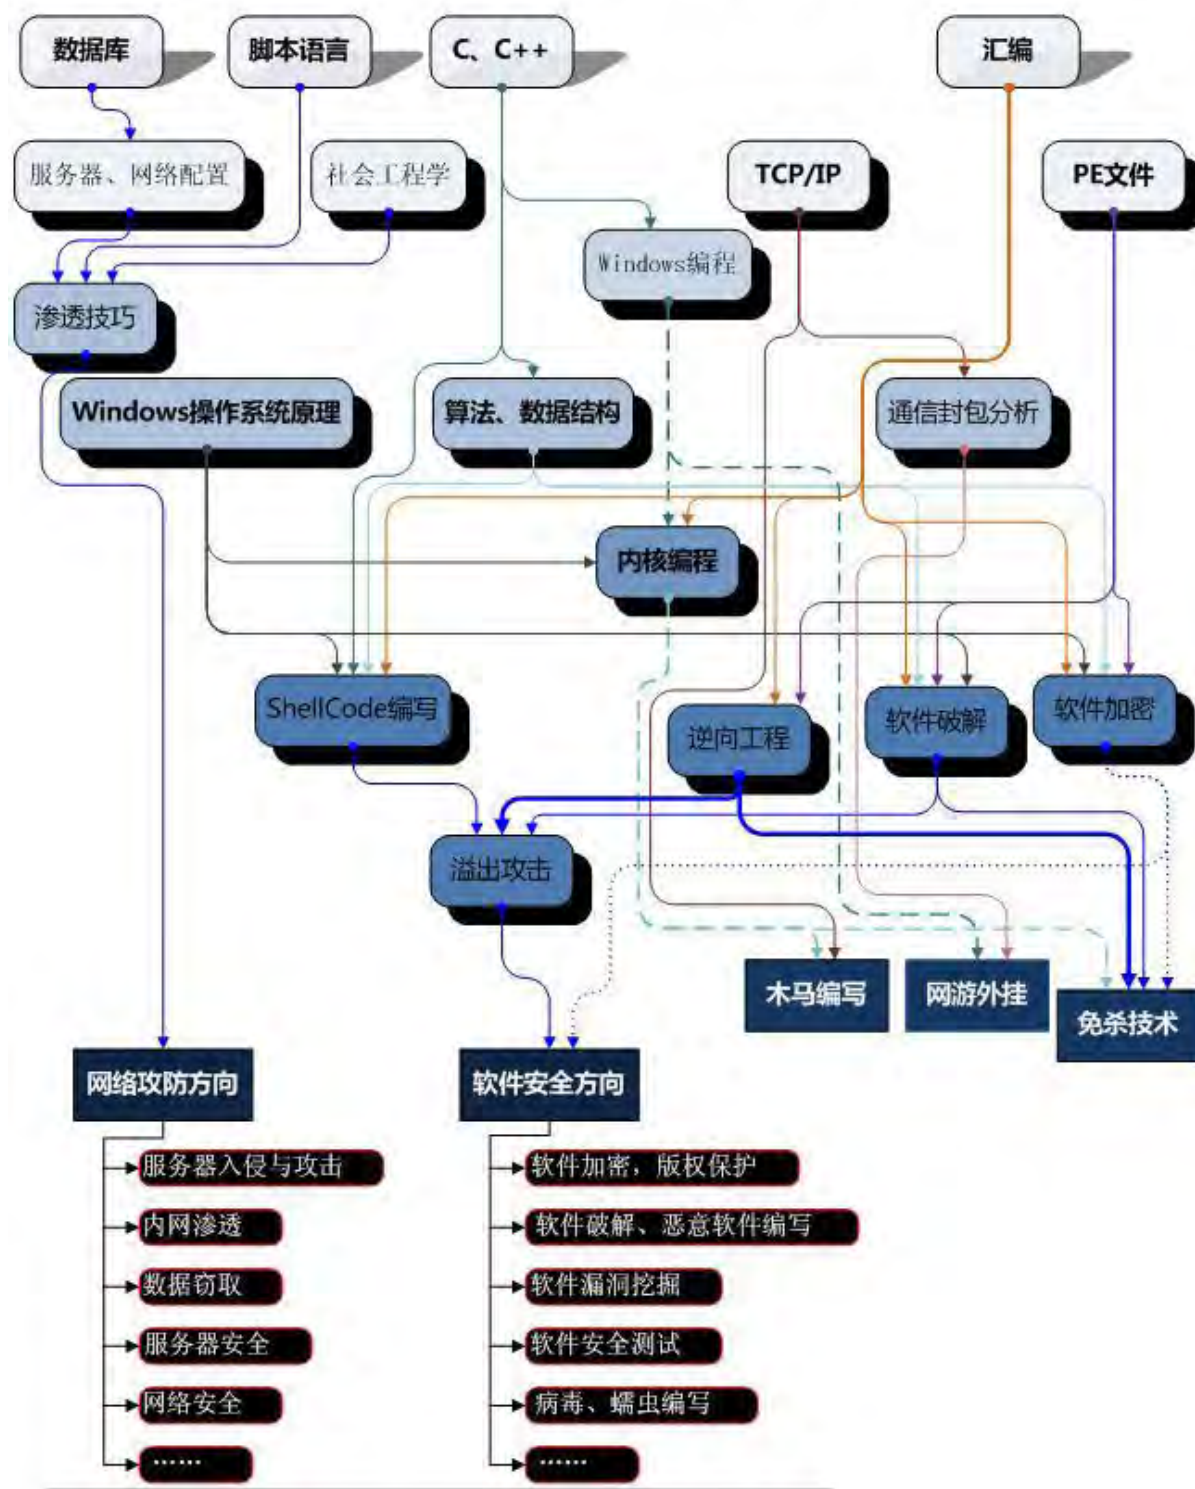 数据库
脚本语言
C、C++
汇编
服务器、网络配置
社会工程学
TCP/IP
PE文件
Windows编程
渗透技巧
Windows操作系统原理
算法、数据结构
通信封包分析
内核编程
ShellCode编写
逆向工程
软件破解
软件加密
溢出攻击
木马编写
网游外挂
免杀技术
网络攻防方向
软件安全方向
服务器入侵与攻击
内网渗透
数据窃取
服务器安全
网络安全
……
软件加密，版权保护
软件破解、恶意软件编写
软件漏洞挖掘
软件安全测试
病毒、蠕虫编写
……